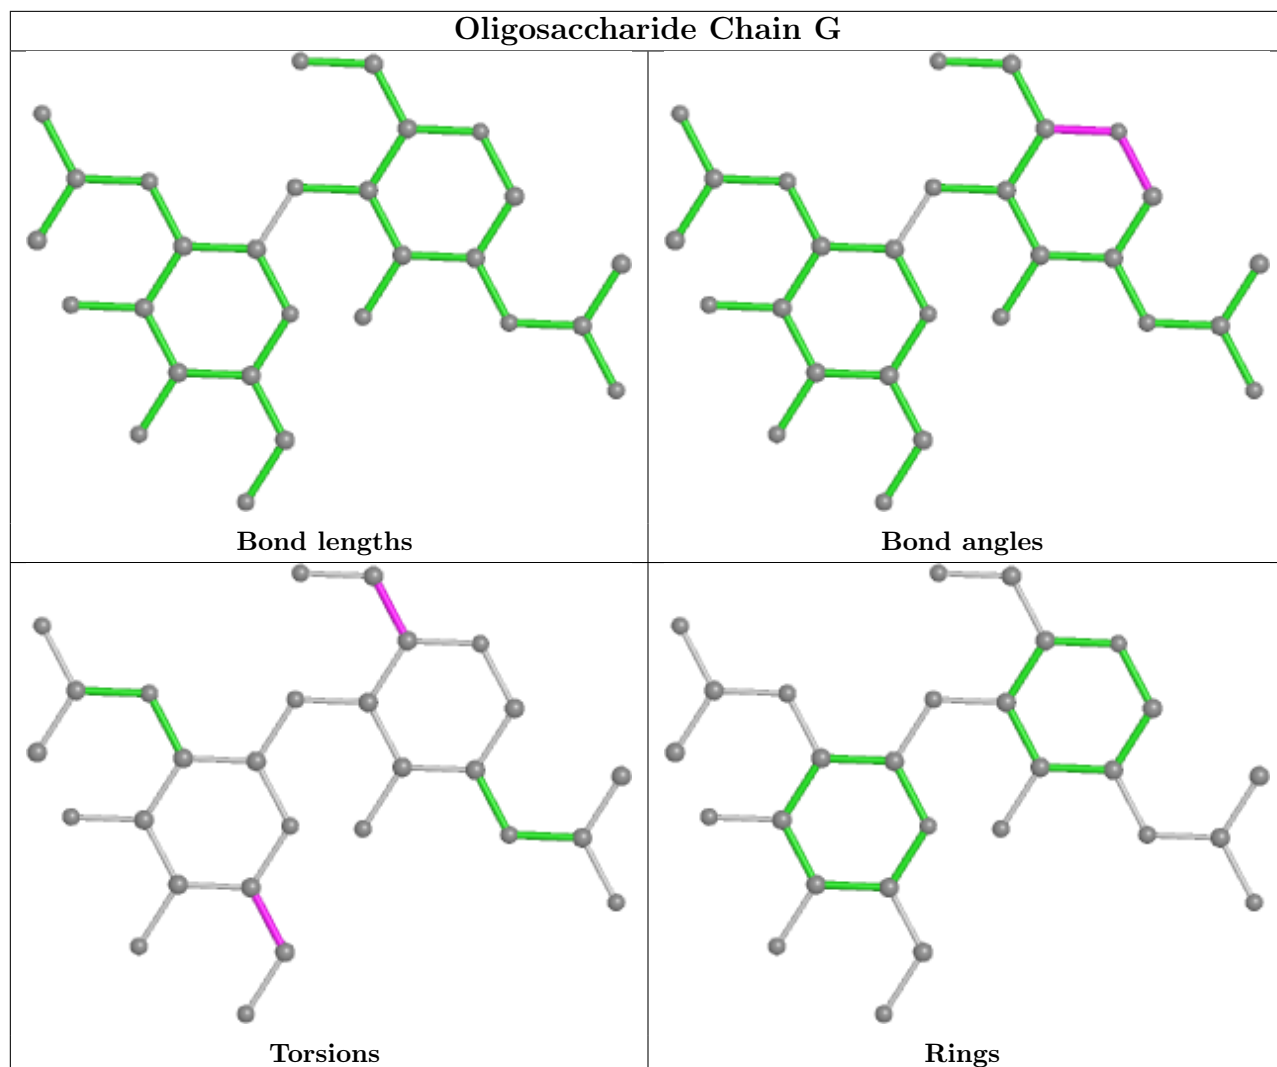 Oligosaccharide Chain G
Bond lengths
Bond angles
Torsions
Rings